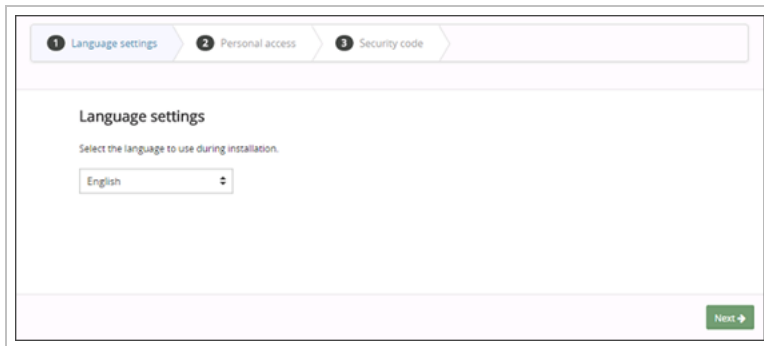 1 Language settings 2 Personal access 3 Security code
Language settings
Select the language to use during installation.
English
Next